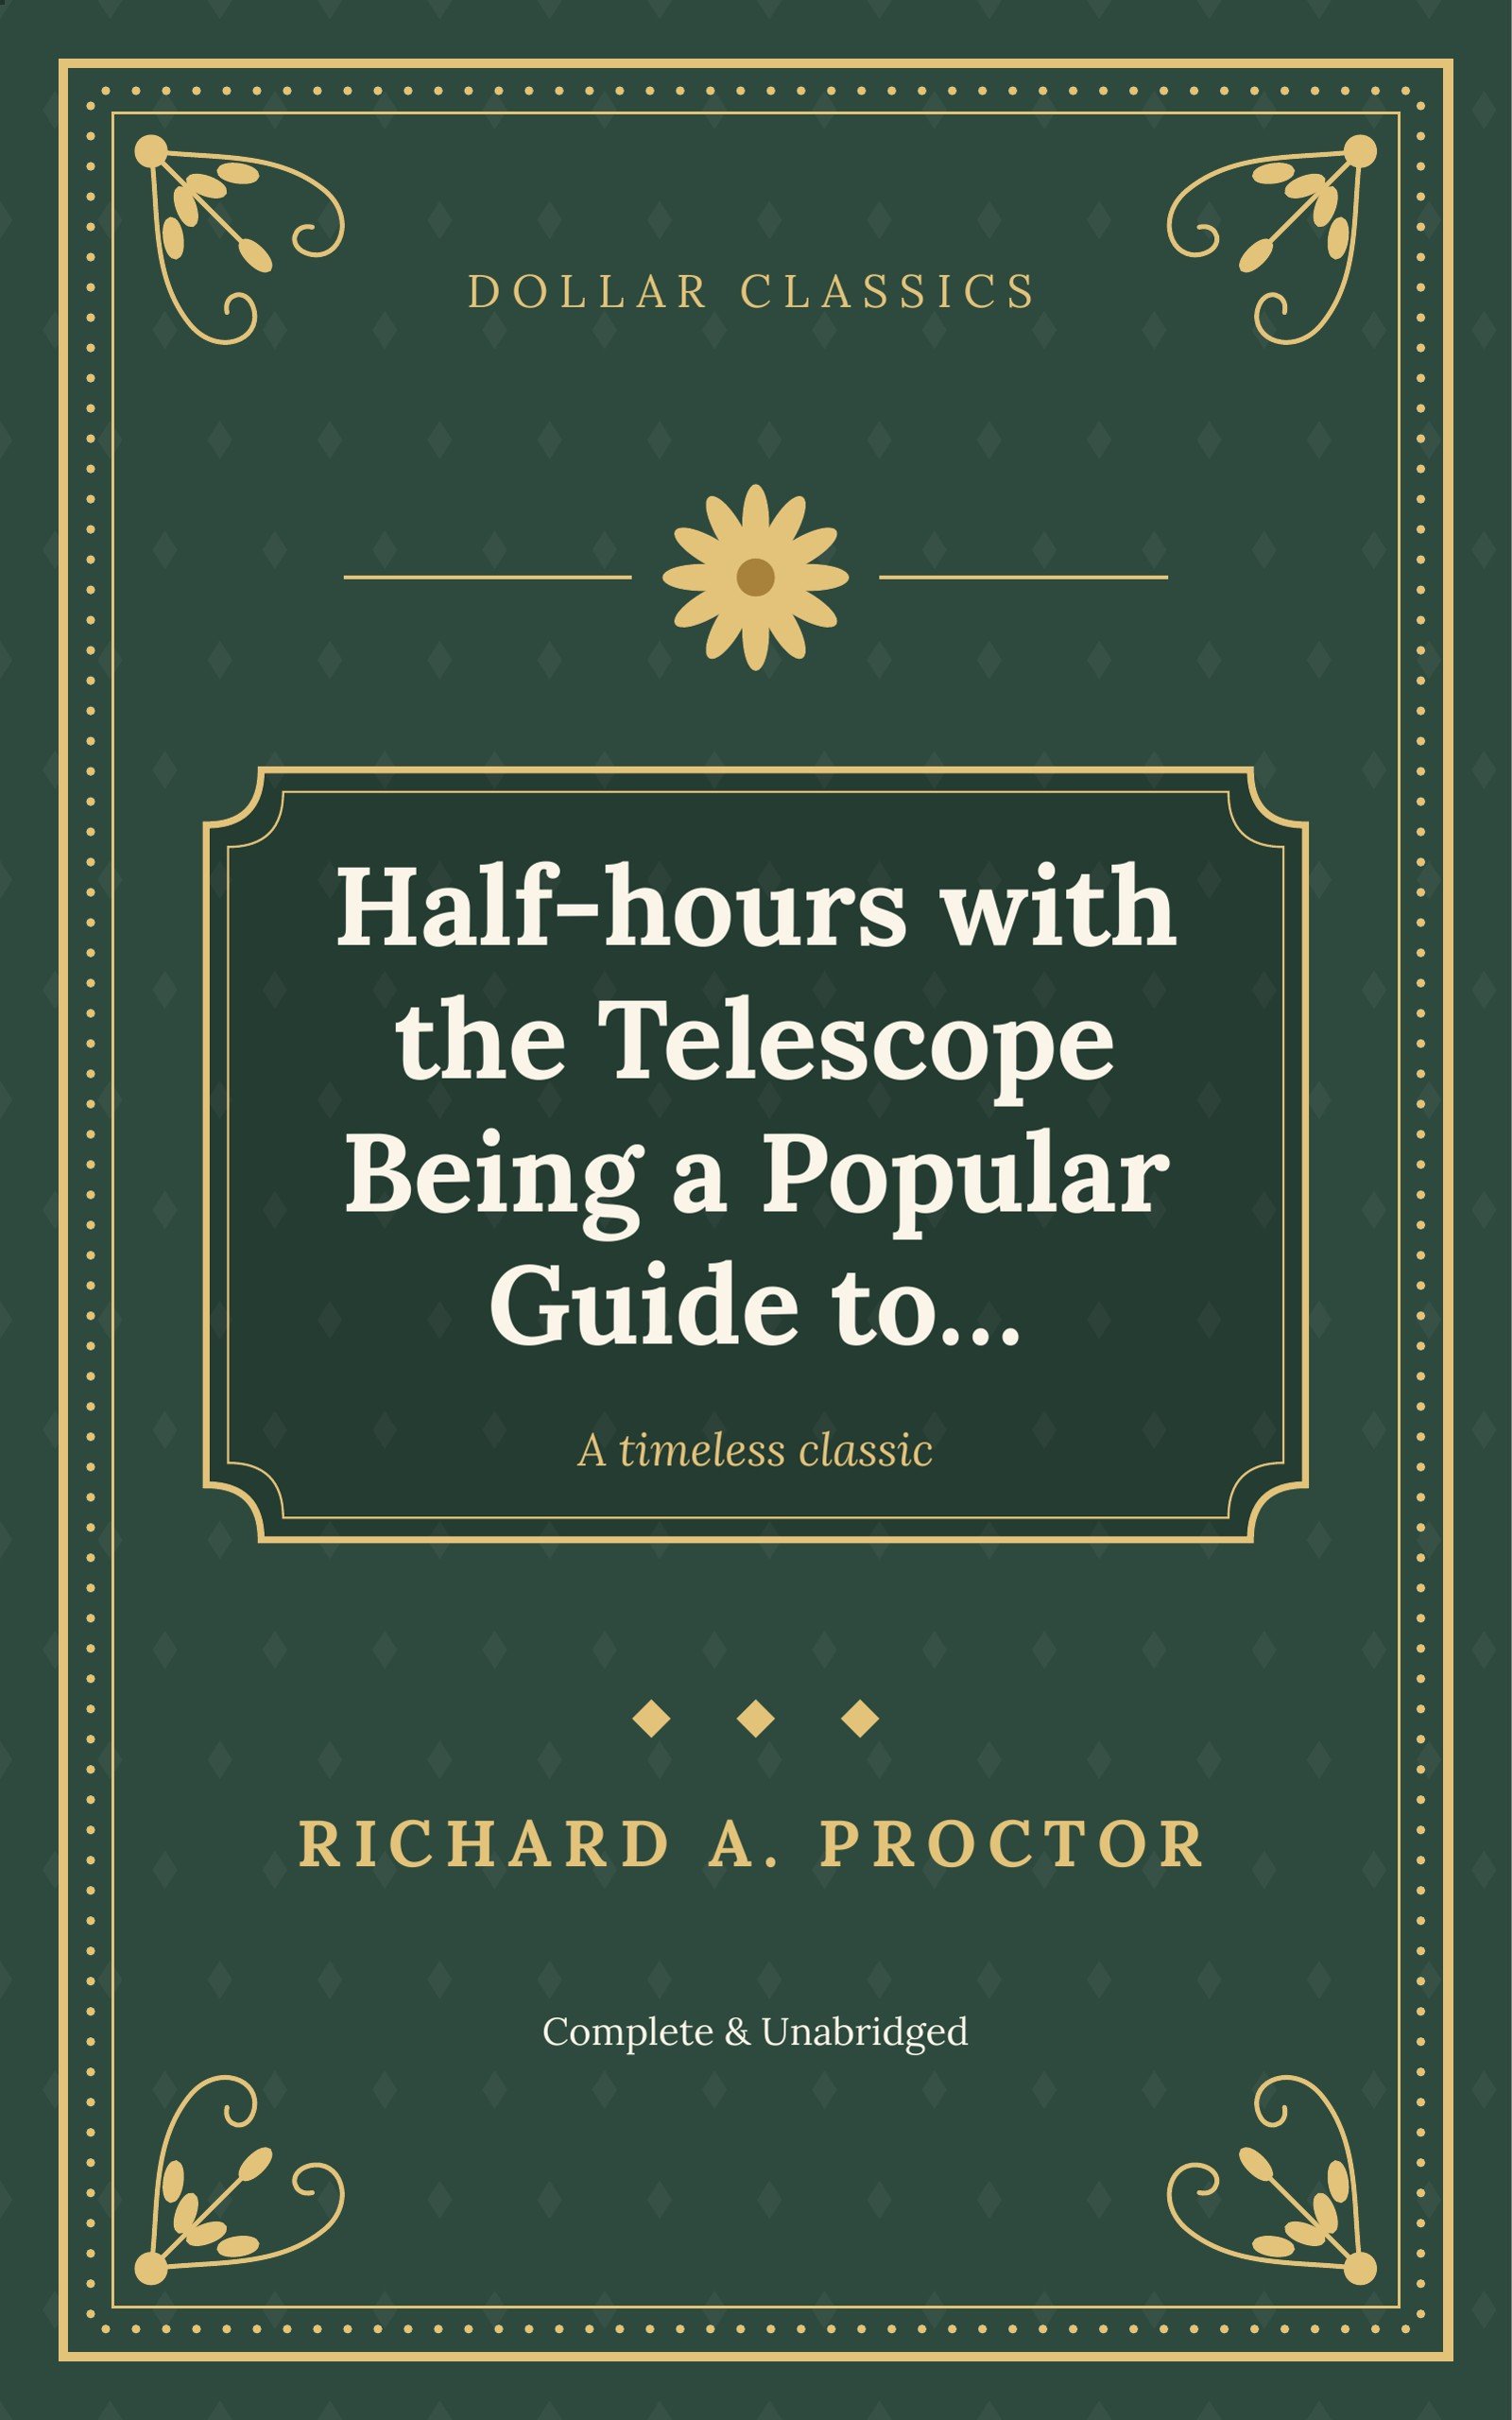 DOLLAR CLASSICS
Half-hours with
the Telescope
Being a Popular
Guide to...
A timeless classic
RICHARD A. PROCTOR
Complete & Unabridged